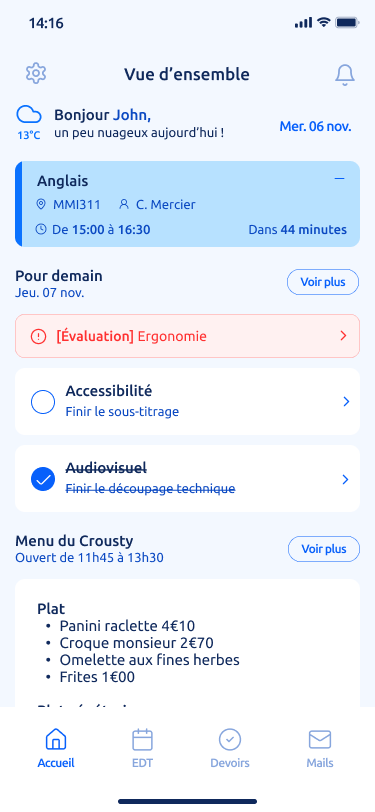 14:16
Vue d'ensemble
Bonjour John,
13°C
un peu nuageux aujourd'hui !
Mer. 06 nov.
Anglais
MMI311 C. Mercier
De 15:00 à 16:30
Dans 44 minutes
Pour demain
Jeu. 07 nov.
Voir plus
[Évaluation] Ergonomie
Accessibilité
Finir le sous-titrage
Audiovisuel
Finir le découpage technique
Menu du Crousty
Ouvert de 11h45 à 13h30
Voir plus
Plat
• Panini raclette 4€10
• Croque monsieur 2€70
• Omelette aux fines herbes
• Frites 1€00
Accueil
EDT
Devoirs
Mails